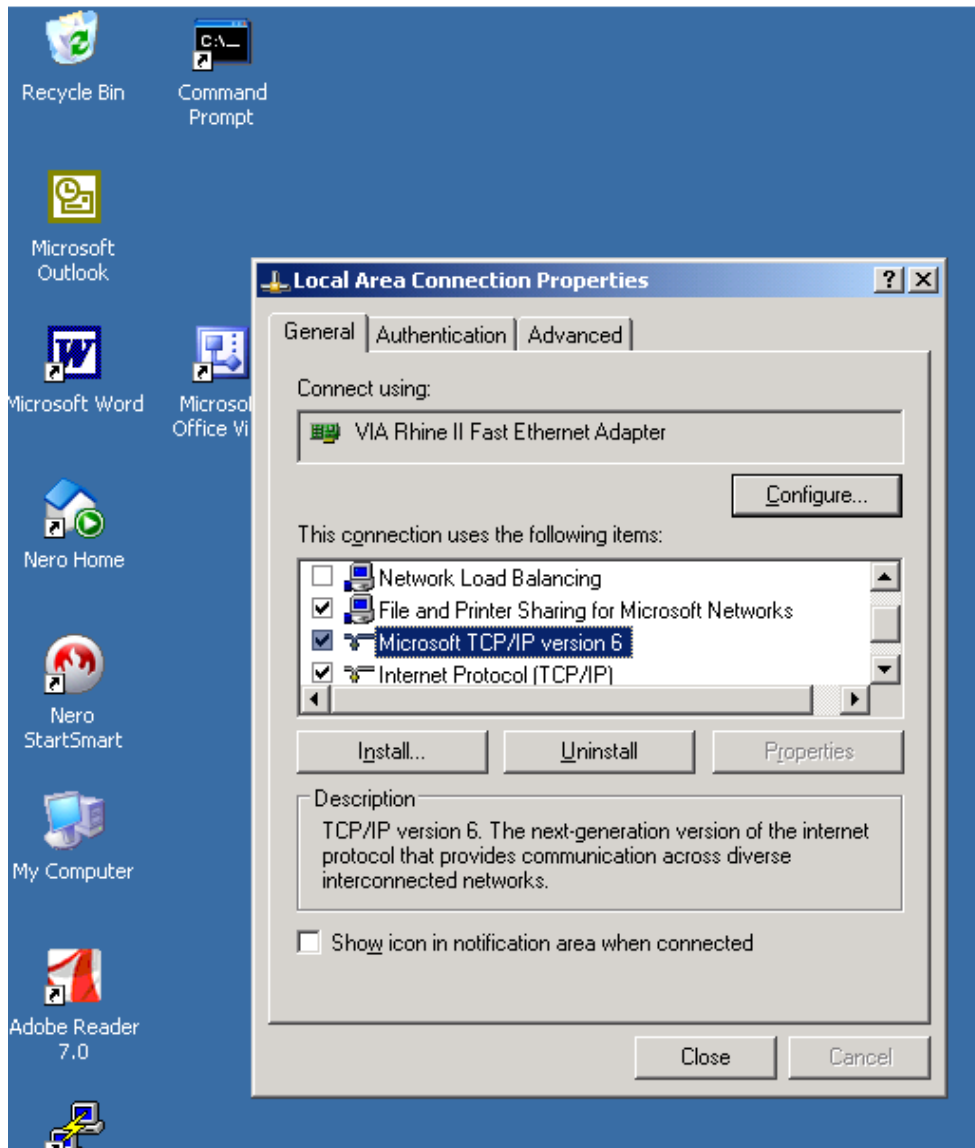 Recycle Bin
Command
Prompt
C:\_
Microsoft
Outlook
Microsoft Word
Microsof
Office Vi
Nero Home
Nero
StartSmart
My Computer
Adobe Reader
7.0
Local Area Connection Properties
General Authentication Advanced
Connect using:
VIA Rhine II Fast Ethernet Adapter
Configure...
This connection uses the following items:
Network Load Balancing
File and Printer Sharing for Microsoft Networks
Microsoft TCP/IP version 6
Internet Protocol (TCP/IP)
Install... Uninstall Properties
Description
TCP/IP version 6. The next-generation version of the internet
protocol that provides communication across diverse
interconnected networks.
Show icon in notification area when connected
Close Cancel